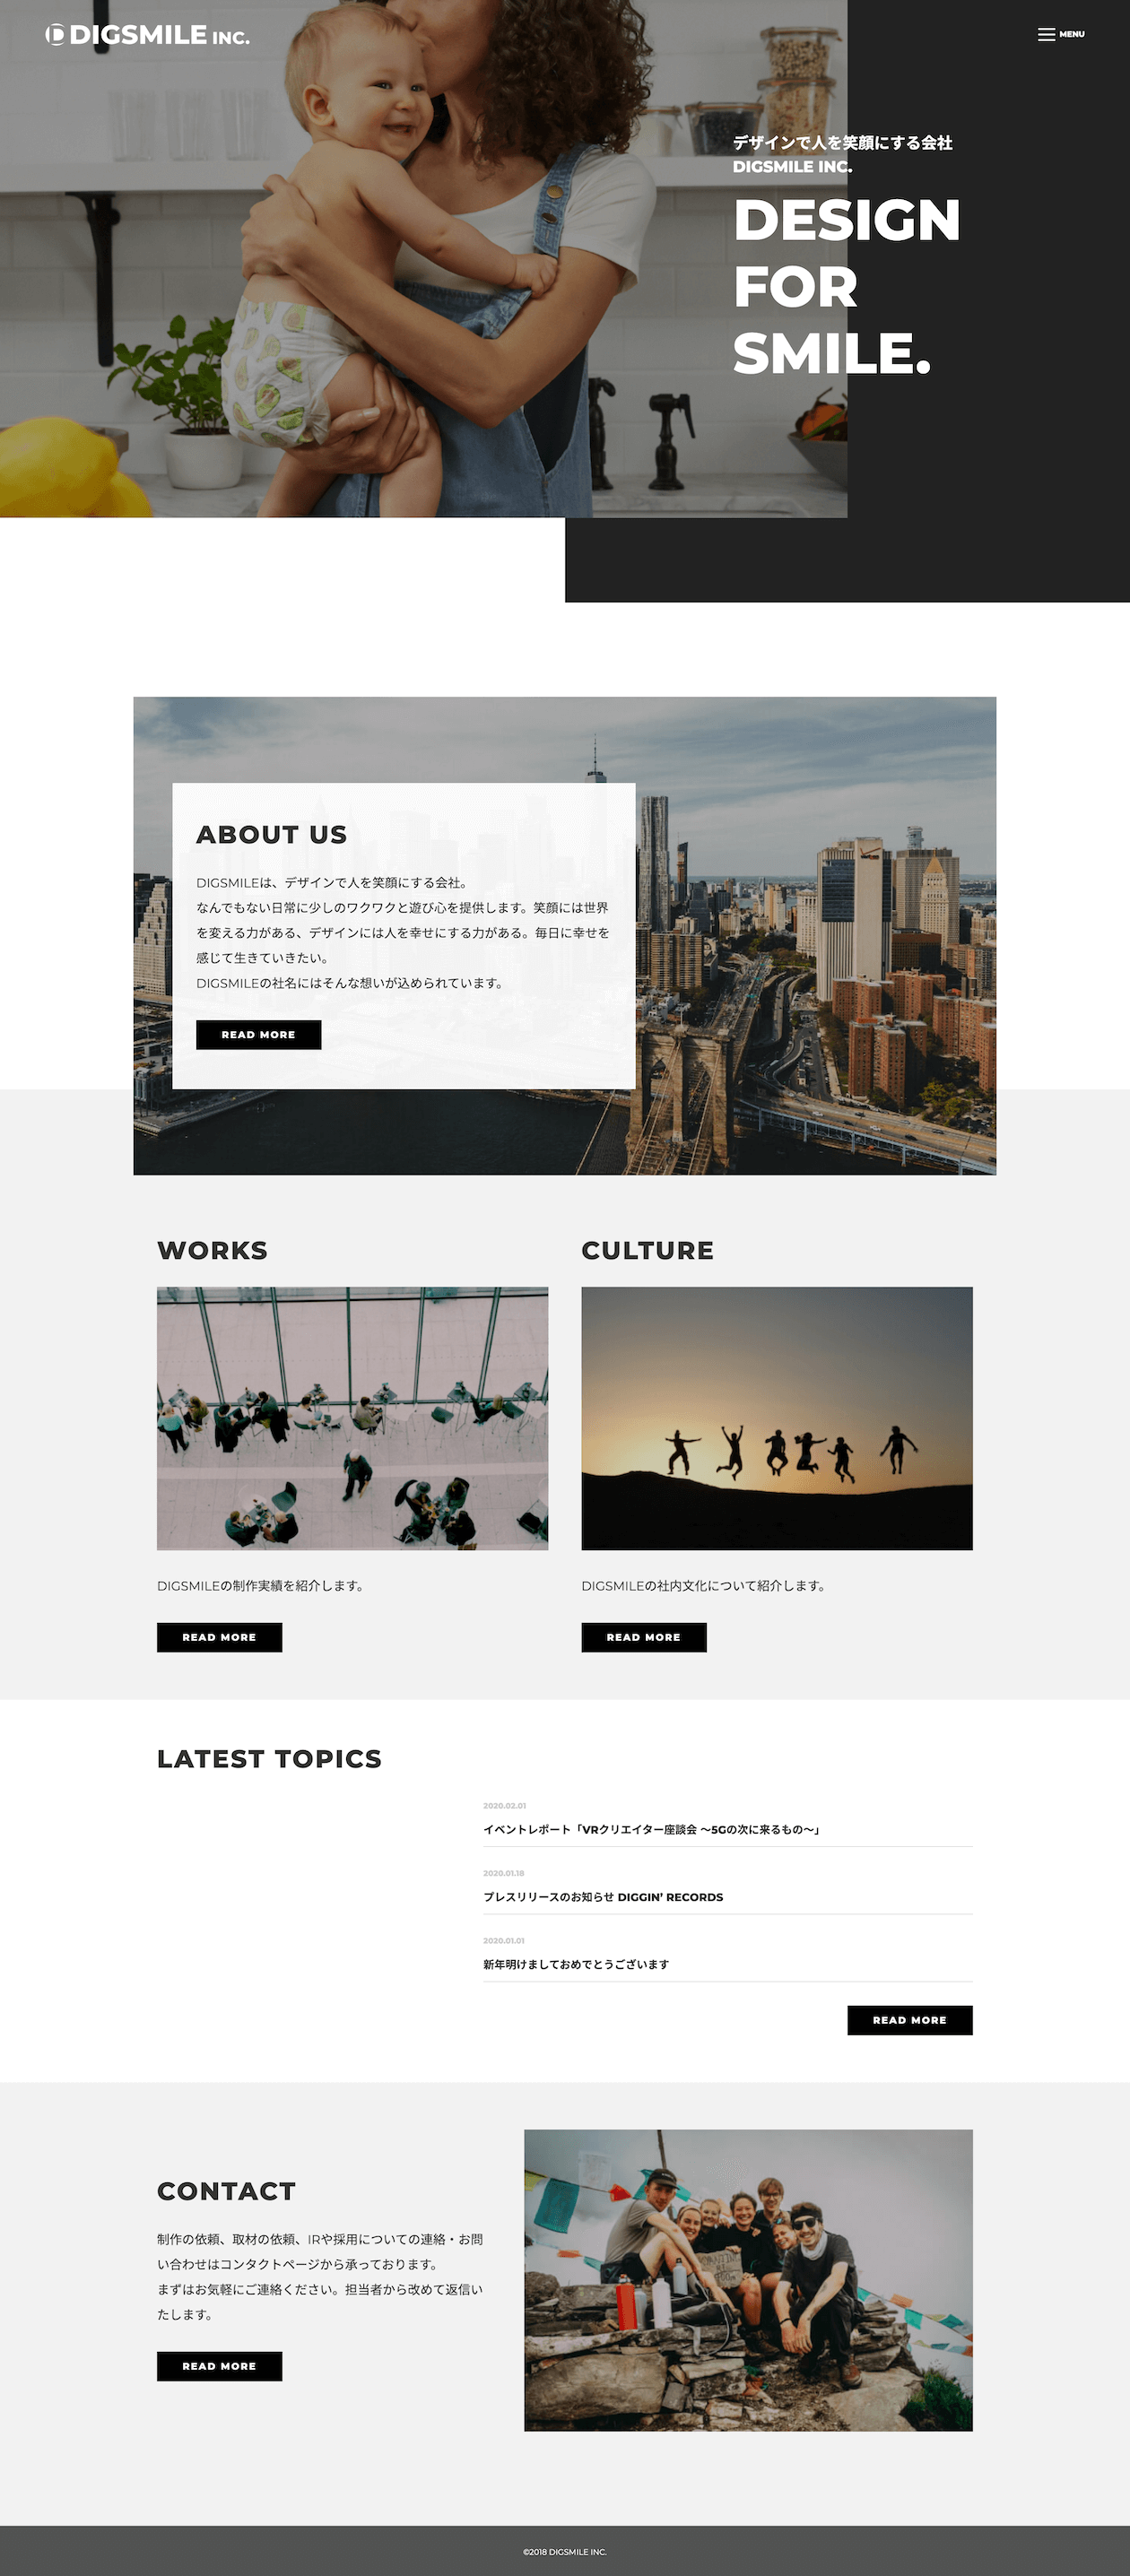 DIGSMILE INC.
MENU
デザインで人を笑顔にする会社
DIGSMILE INC.
DESIGN
FOR
SMILE.
ABOUT US
DIGSMILEは、デザインで人を笑顔にする会社。
なんでもない日常に少しのワクワクと遊び心を提供します。笑顔には世界
を変える力がある、デザインには人を幸せにする力がある。毎日に幸せを
感じて生きていきたい。
DIGSMILEの社名にはそんな想いが込められています。
READ MORE
WORKS
DIGSMILEの制作実績を紹介します。
READ MORE
CULTURE
DIGSMILEの社内文化について紹介します。
READ MORE
LATEST TOPICS
2020.02.01
イベントレポート「VRクリエイター座談会 〜5Gの次に来るもの〜」
2020.01.18
プレスリリースのお知らせ DIGGIN’ RECORDS
2020.01.01
新年明けましておめでとうございます
READ MORE
CONTACT
制作の依頼、取材の依頼、IRや採用についての連絡・お問
い合わせはコンタクトページから承っております。
まずはお気軽にご連絡ください。担当者から改めて返信い
たします。
READ MORE
©2018 DIGSMILE INC.